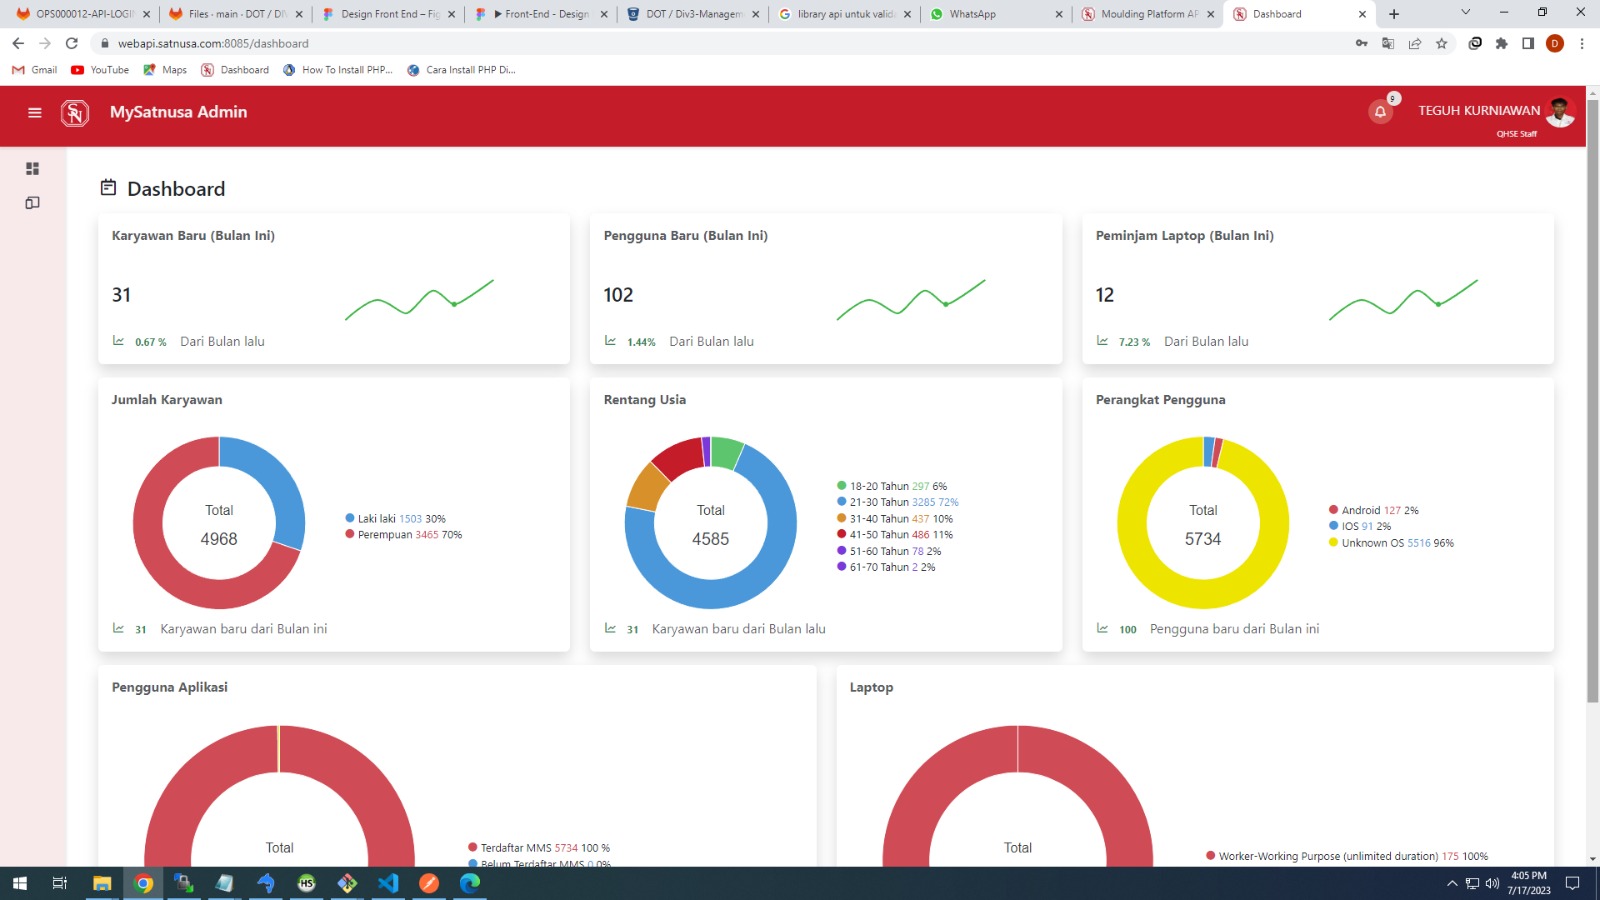 OPS000012-API-LOGIN
Files · main · DOT / DIV
Design Front End – Fig
Front-End - Design
DOT / Div3-Managem
library api untuk valida
WhatsApp
Moulding Platform AP
Dashboard
webapi.satnusa.com:8085/dashboard
D
Gmail
YouTube
Maps
Dashboard
How To Install PHP...
Cara Install PHP Di...
SN
MySatnusa Admin
9
TEGUH KURNIAWAN
QHSE Staff
Dashboard
Karyawan Baru (Bulan Ini)
31
0.67 % Dari Bulan lalu
Pengguna Baru (Bulan Ini)
102
1.44% Dari Bulan lalu
Peminjam Laptop (Bulan Ini)
12
7.23 % Dari Bulan lalu
Jumlah Karyawan
Total
4968
Laki laki 1503 30%
Perempuan 3465 70%
31 Karyawan baru dari Bulan ini
Rentang Usia
Total
4585
18-20 Tahun 297 6%
21-30 Tahun 3285 72%
31-40 Tahun 437 10%
41-50 Tahun 486 11%
51-60 Tahun 78 2%
61-70 Tahun 2 2%
31 Karyawan baru dari Bulan lalu
Perangkat Pengguna
Total
5734
Android 127 2%
IOS 91 2%
Unknown OS 5516 96%
100 Pengguna baru dari Bulan ini
Pengguna Aplikasi
Total
Terdaftar MMS 5734 100 %
Belum Terdaftar MMS 0 0%
Laptop
Total
Worker-Working Purpose (unlimited duration) 175 100%
HS
4:05 PM
7/17/2023